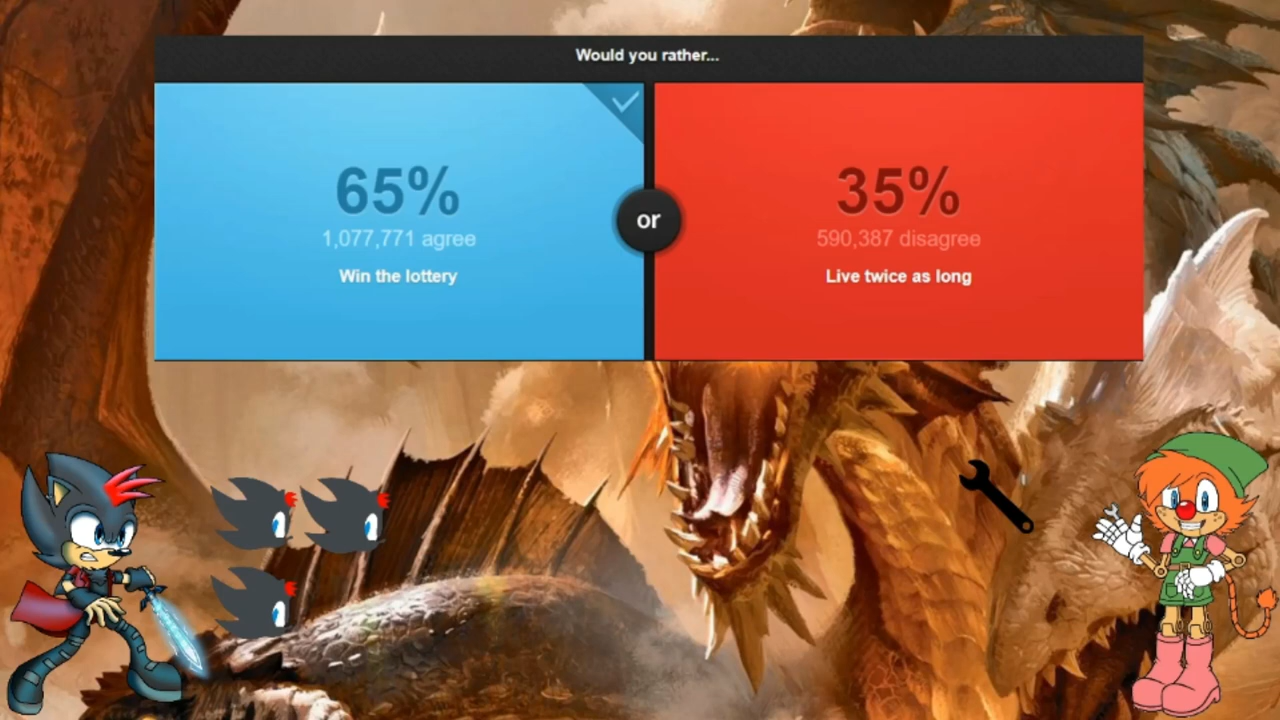 Would you rather...
65%
1,077,771 agree
Win the lottery
or
35%
590,387 disagree
Live twice as long